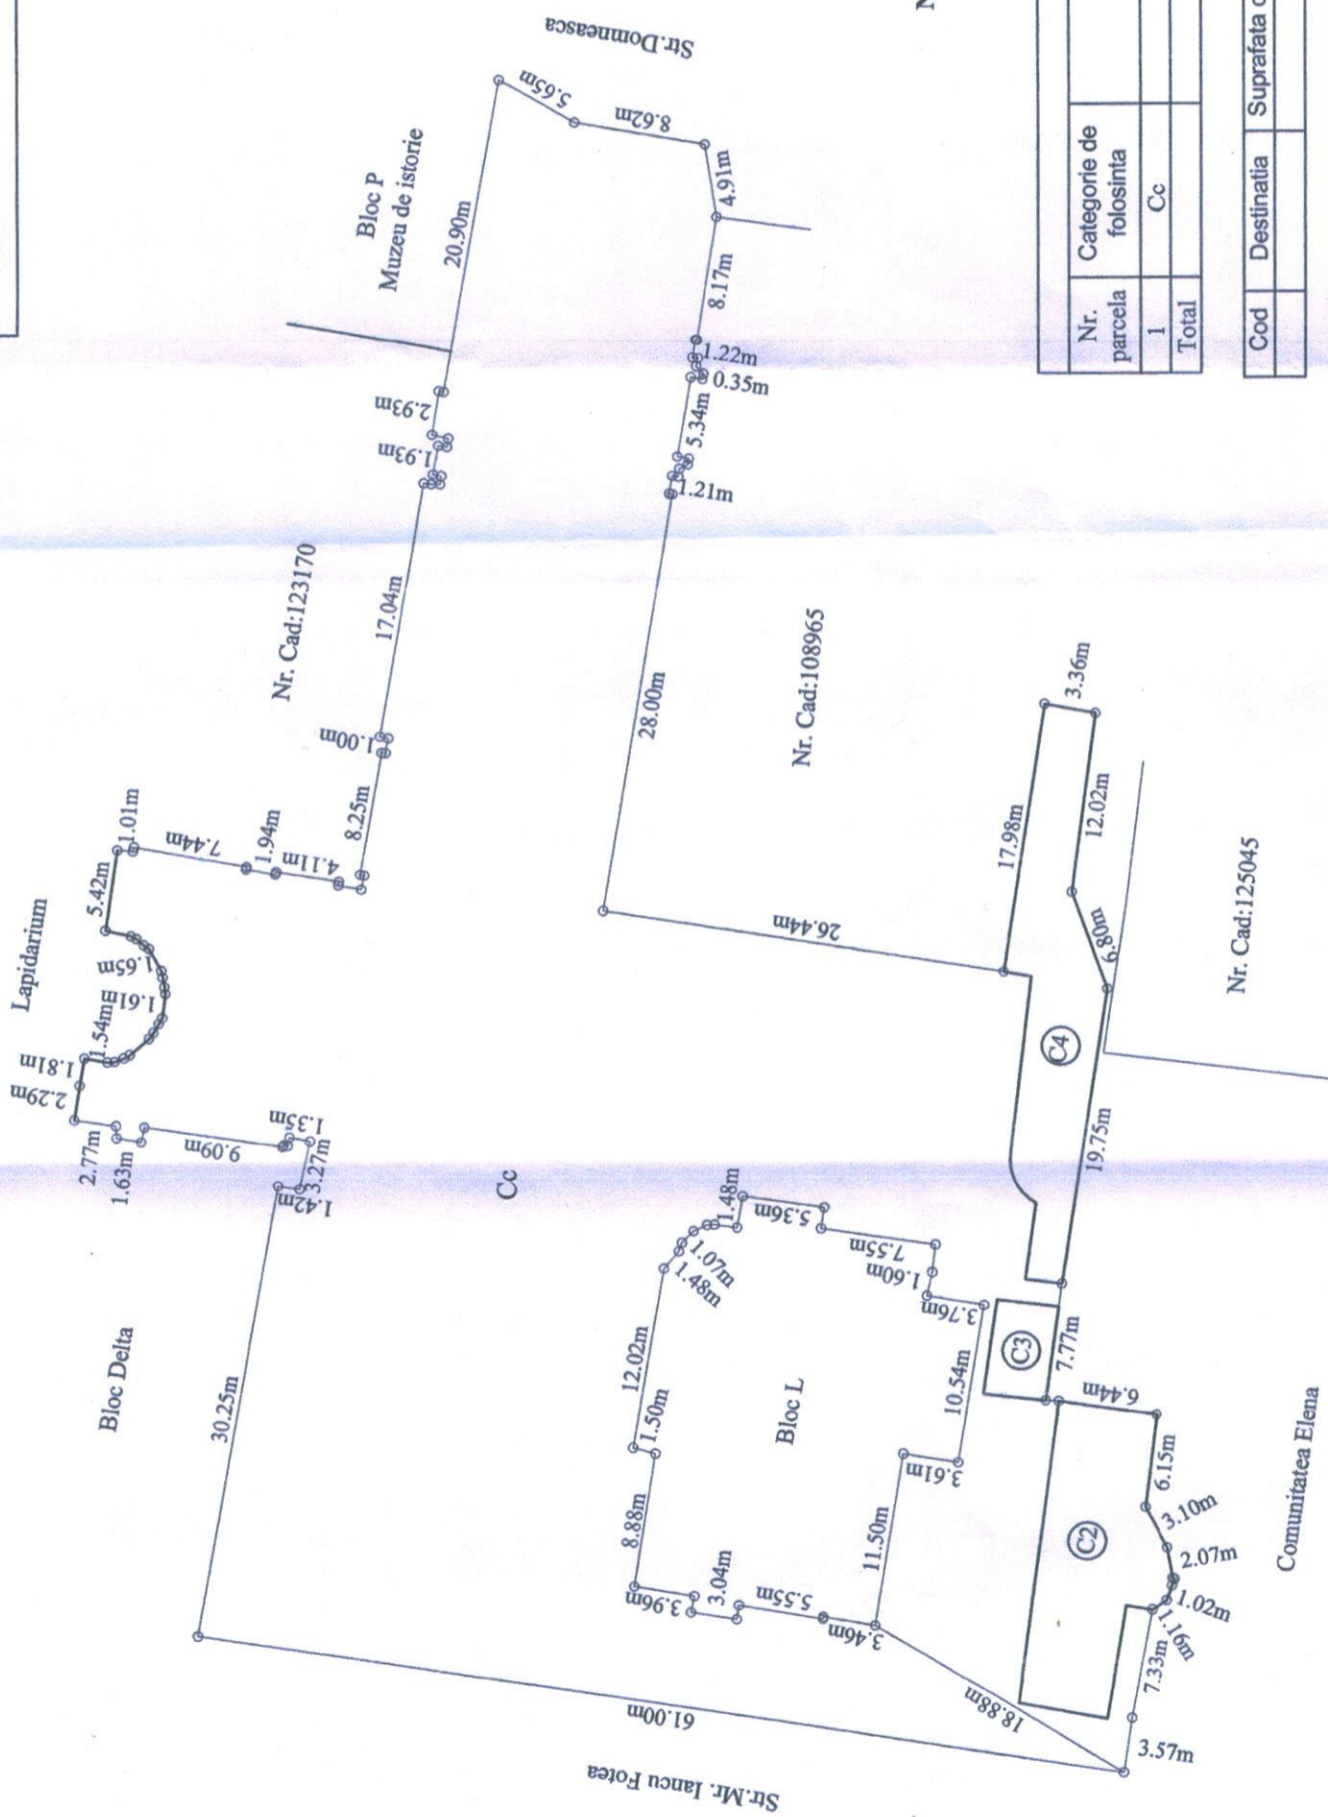 Str.Domneasca
Bloc P
Muzeu de istorie
5.65m
8.62m
4.91m
20.90m
8.17m
2.93m
1.93m
1.22m
0.35m
5.34m
1.21m
Nr. Cad:123170
17.04m
28.00m
Nr. Cad:108965
1.00m
8.25m
1.01m
7.44m
1.94m
4.11m
5.42m
Lapidarium
1.65m
1.61m
1.54m
1.81m
2.29m
2.77m
1.63m
9.09m
1.35m
3.27m
1.42m
Bloc Delta
30.25m
Cc
26.44m
17.98m
3.36m
12.02m
6.80m
Nr. Cad:125045
C4
19.75m
1.48m
5.36m
7.55m
1.60m
3.76m
1.07m
1.48m
12.02m
1.50m
8.88m
3.96m
3.04m
5.55m
3.46m
Bloc L
11.50m
3.61m
10.54m
C3
7.77m
6.44m
6.15m
C2
3.10m
2.07m
1.02m
1.16m
7.33m
3.57m
18.88m
61.00m
Str.Mr. Iancu Fotea
Comunitatea Elena
N
Nr.
parcela
Categorie de
folosinta
1
Cc
Total
Cod
Destinatia
Suprafata c